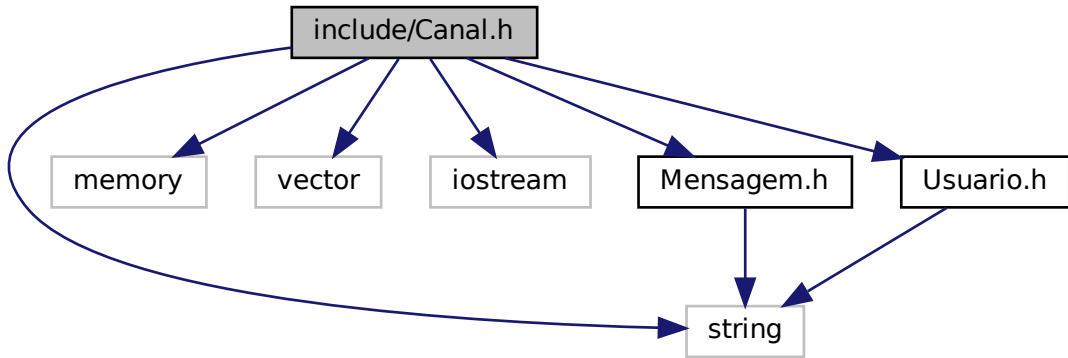 include/Canal.h
memory
vector
iostream
Mensagem.h
Usuario.h
string